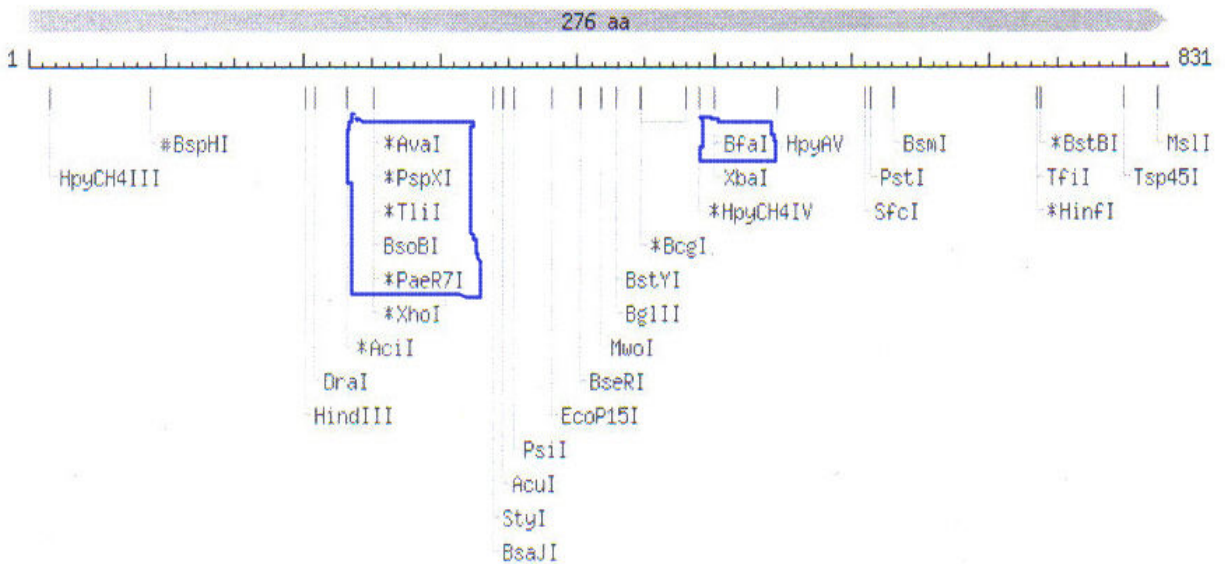 276 aa
1 831
*AvaI BfaI HpyAV BsmI *BstBI MslI
#BspHI
HpyCH4III *PspXI XbaI PstI TfiI Tsp45I
*TliI *HpyCH4IV SfcI *HinfI
BsoBI *BcgI
*PaeR7I BstYI
*XhoI BglII
*AciI MwoI
DraI BseRI
HindIII EcoP15I
PsiI
AcuI
StyI
BsaJI